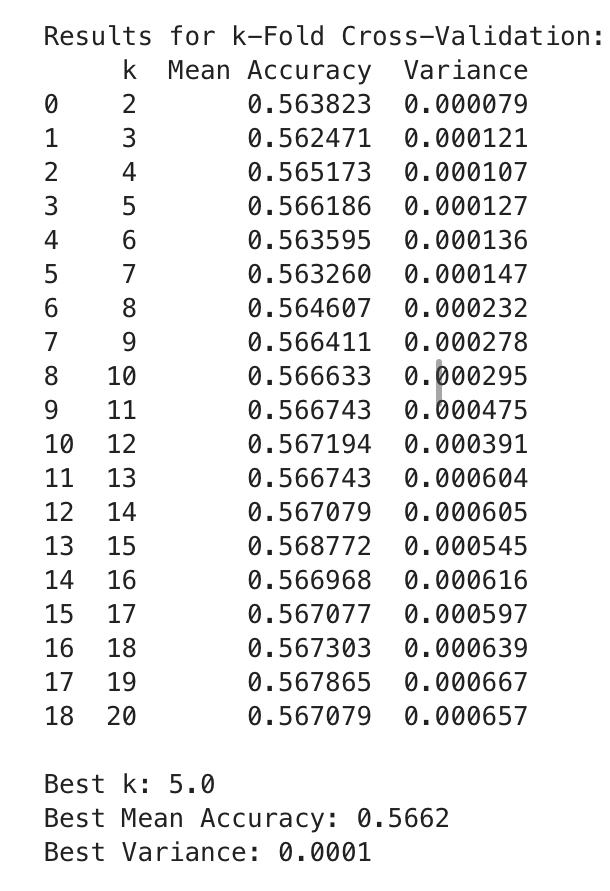 Results for k-Fold Cross-Validation:
k Mean Accuracy Variance
0 2 0.563823 0.000079
1 3 0.562471 0.000121
2 4 0.565173 0.000107
3 5 0.566186 0.000127
4 6 0.563595 0.000136
5 7 0.563260 0.000147
6 8 0.564607 0.000232
7 9 0.566411 0.000278
8 10 0.566633 0.000295
9 11 0.566743 0.000475
10 12 0.567194 0.000391
11 13 0.566743 0.000604
12 14 0.567079 0.000605
13 15 0.568772 0.000545
14 16 0.566968 0.000616
15 17 0.567077 0.000597
16 18 0.567303 0.000639
17 19 0.567865 0.000667
18 20 0.567079 0.000657
Best k: 5.0
Best Mean Accuracy: 0.5662
Best Variance: 0.0001